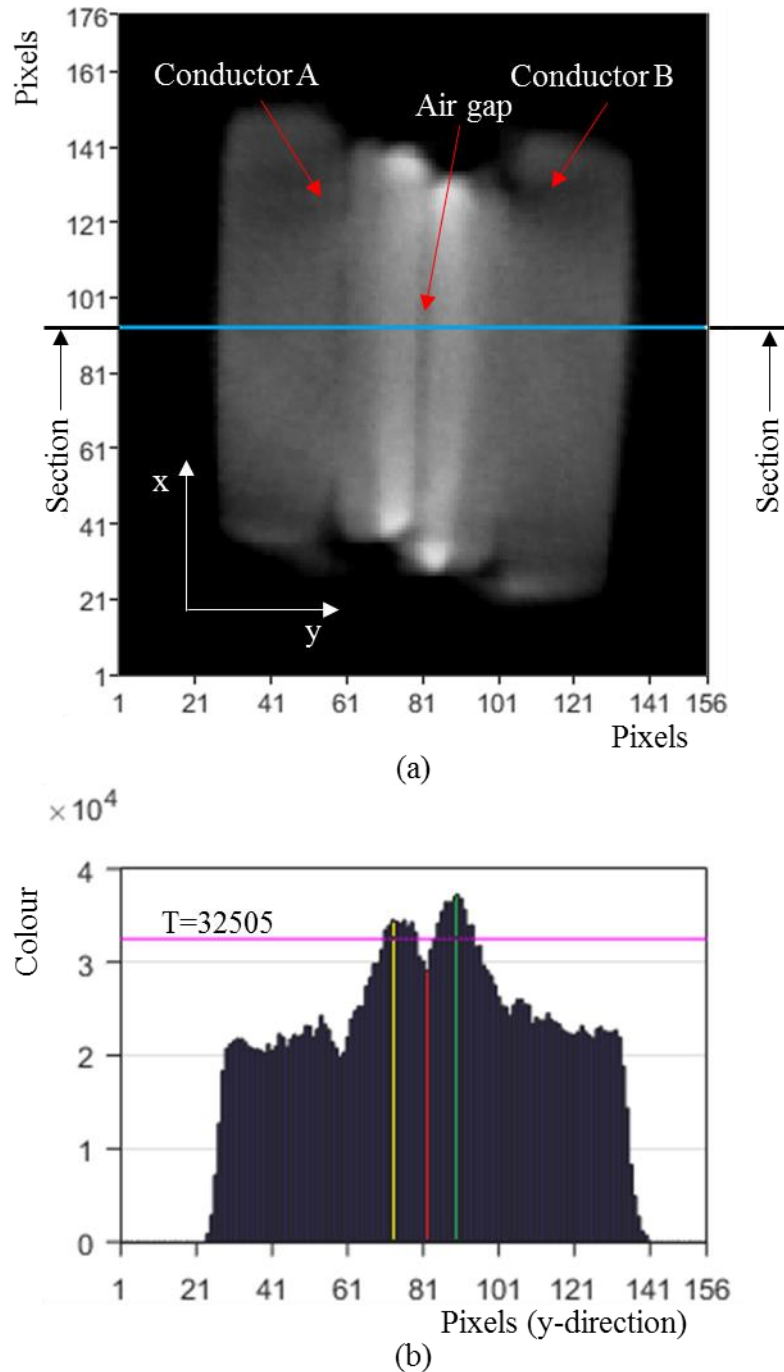 176
161
141
121
101
81
61
41
21
1
Pixels
Conductor A
Conductor B
Air gap
Section
Section
x
y
1 21 41 61 81 101 121 141 156
Pixels
(a)
×10⁴
4
3
2
1
0
Colour
T=32505
1 21 41 61 81 101 121 141 156
Pixels (y-direction)
(b)